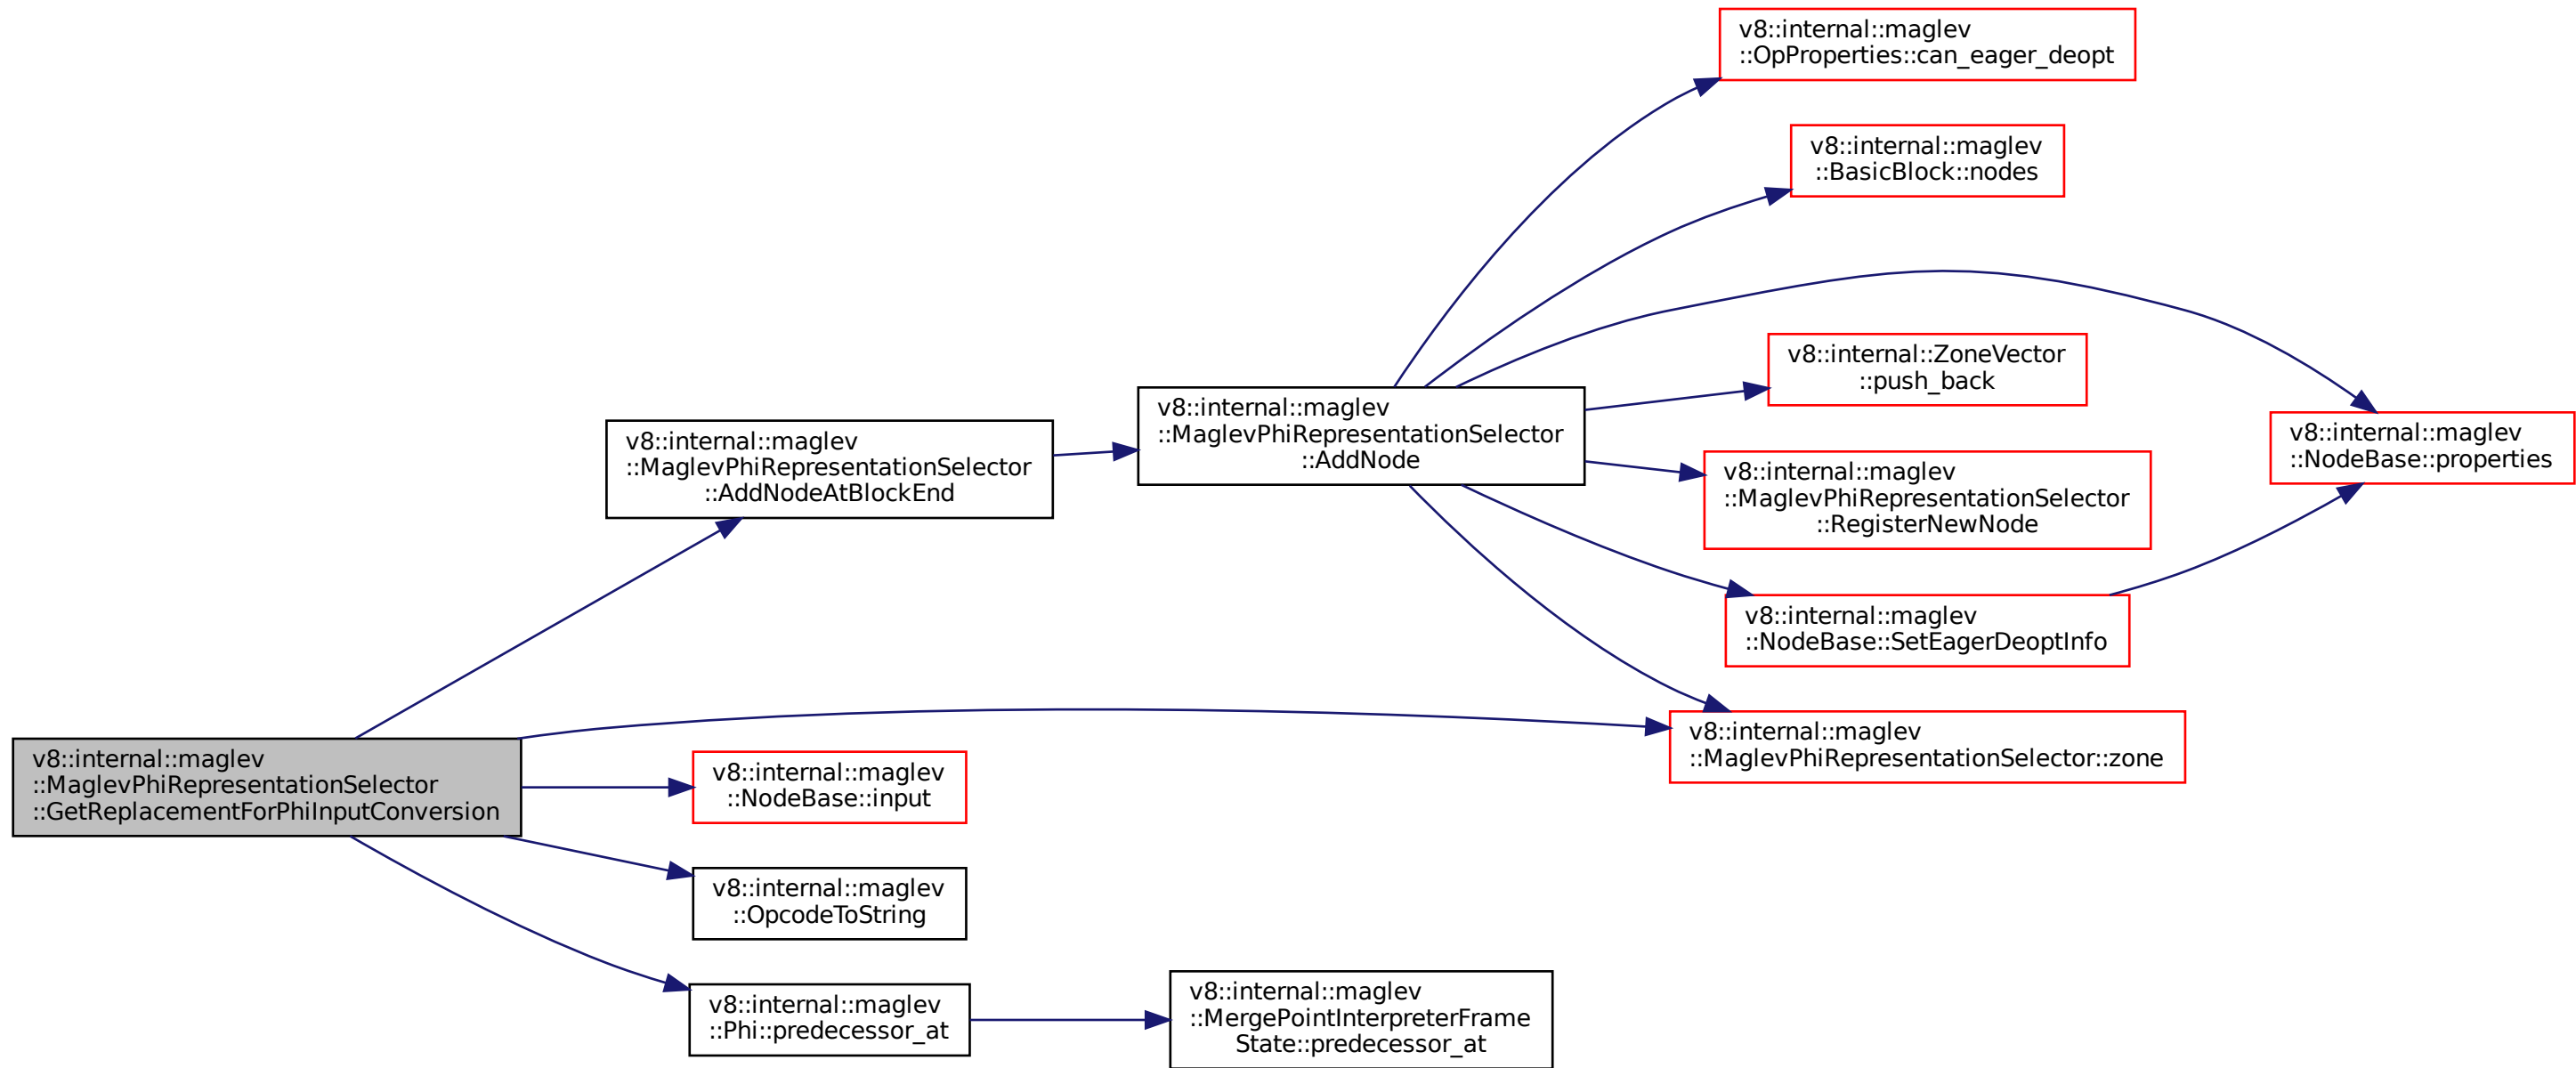 v8::internal::maglev
::OpProperties::can_eager_deopt
v8::internal::maglev
::BasicBlock::nodes
v8::internal::ZoneVector
::push_back
v8::internal::maglev
::MaglevPhiRepresentationSelector
::AddNode
v8::internal::maglev
::NodeBase::properties
v8::internal::maglev
::MaglevPhiRepresentationSelector
::AddNodeAtBlockEnd
v8::internal::maglev
::MaglevPhiRepresentationSelector
::RegisterNewNode
v8::internal::maglev
::NodeBase::SetEagerDeoptInfo
v8::internal::maglev
::MaglevPhiRepresentationSelector::zone
v8::internal::maglev
::MaglevPhiRepresentationSelector
::GetReplacementForPhiInputConversion
v8::internal::maglev
::NodeBase::input
v8::internal::maglev
::OpcodeToString
v8::internal::maglev
::Phi::predecessor_at
v8::internal::maglev
::MergePointInterpreterFrame
State::predecessor_at